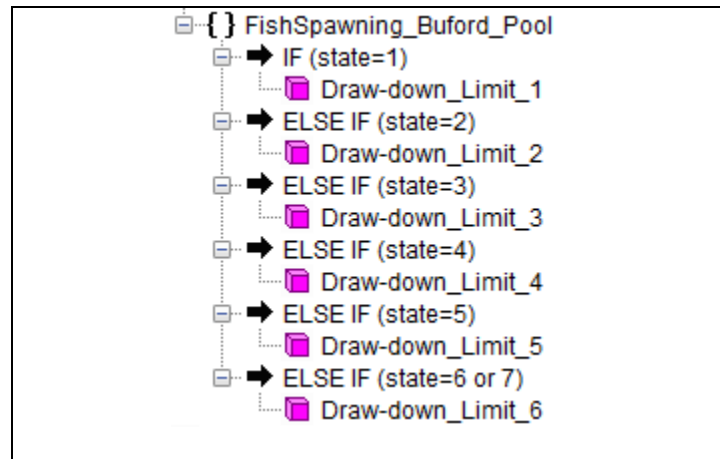 { } FishSpawning_Buford_Pool
IF (state=1)
Draw-down_Limit_1
ELSE IF (state=2)
Draw-down_Limit_2
ELSE IF (state=3)
Draw-down_Limit_3
ELSE IF (state=4)
Draw-down_Limit_4
ELSE IF (state=5)
Draw-down_Limit_5
ELSE IF (state=6 or 7)
Draw-down_Limit_6